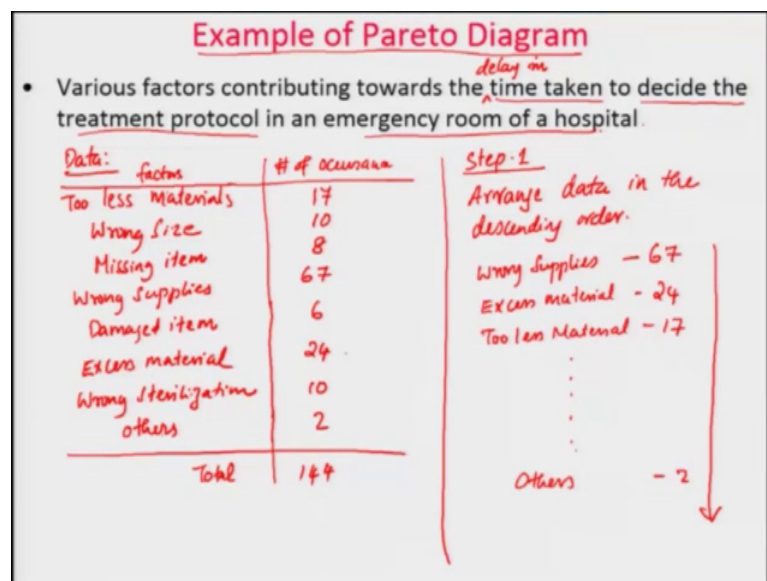 Example of Pareto Diagram
delay in
• Various factors contributing towards the ^ time taken to decide the
treatment protocol in an emergency room of a hospital.
Data:
factors # of occurrence
Too less materials 17
Wrong Size 10
Missing item 8
Wrong Supplies 67
Damaged item 6
Excess material 24
Wrong Sterilization 10
others 2
Total 144
Step-1
Arrange data in the
descending order.
Wrong Supplies - 67
Excess material - 24
Too less Material - 17
Others - 2